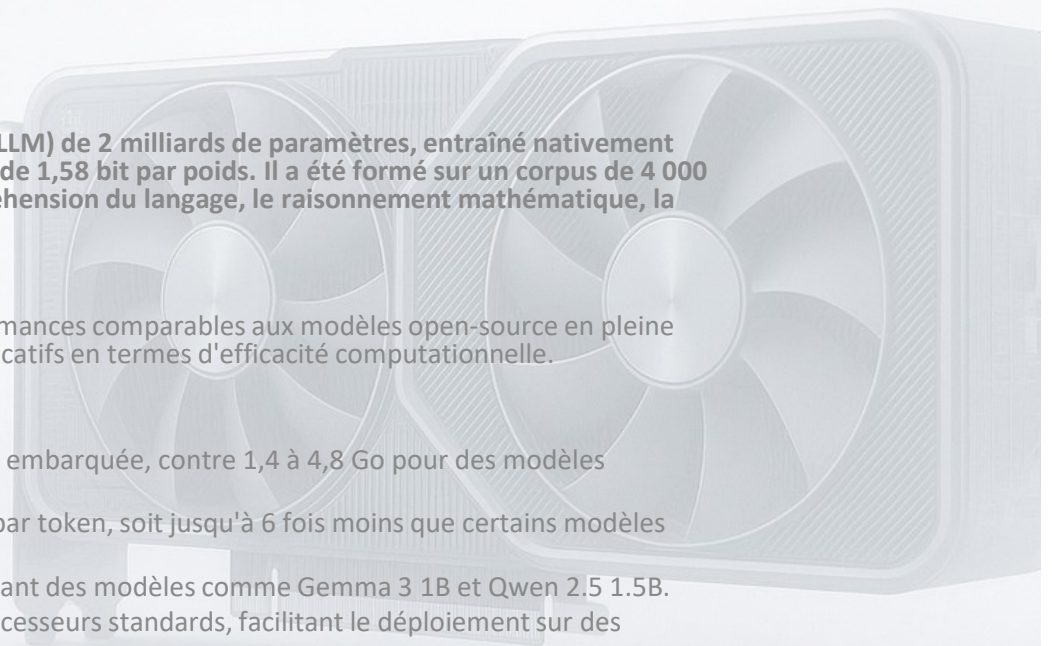 LLM) de 2 milliards de paramètres, entraîné nativement
de 1,58 bit par poids. Il a été formé sur un corpus de 4 000
éhension du langage, le raisonnement mathématique, la
mances comparables aux modèles open-source en pleine
catifs en termes d'efficacité computationnelle.
embarquée, contre 1,4 à 4,8 Go pour des modèles
par token, soit jusqu'à 6 fois moins que certains modèles
ant des modèles comme Gemma 3 1B et Qwen 2.5 1.5B.
cesseurs standards, facilitant le déploiement sur des